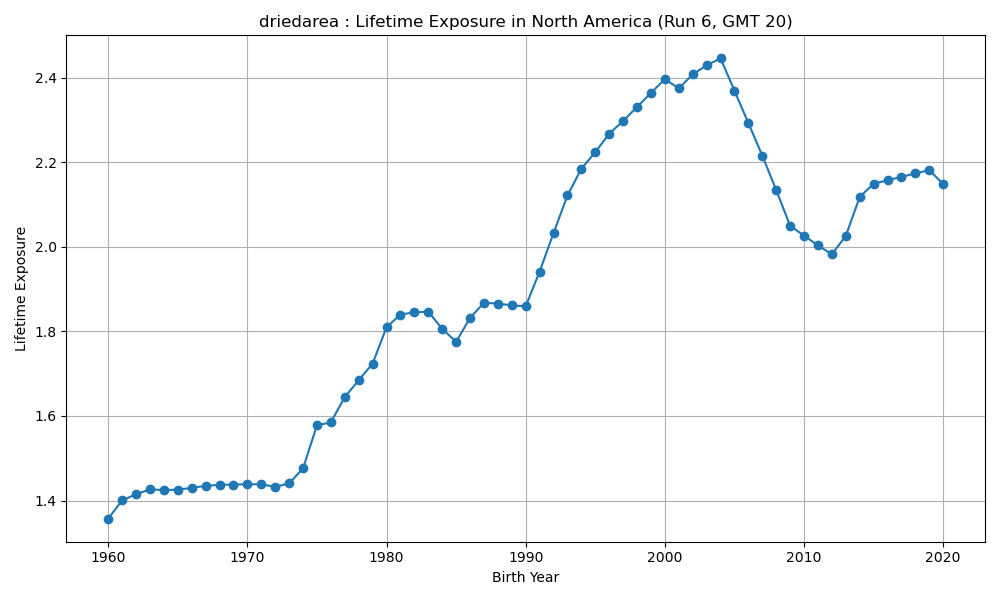 driedarea : Lifetime Exposure in North America (Run 6, GMT 20)
Lifetime Exposure
2.4
2.2
2.0
1.8
1.6
1.4
1960 1970 1980 1990 2000 2010 2020
Birth Year